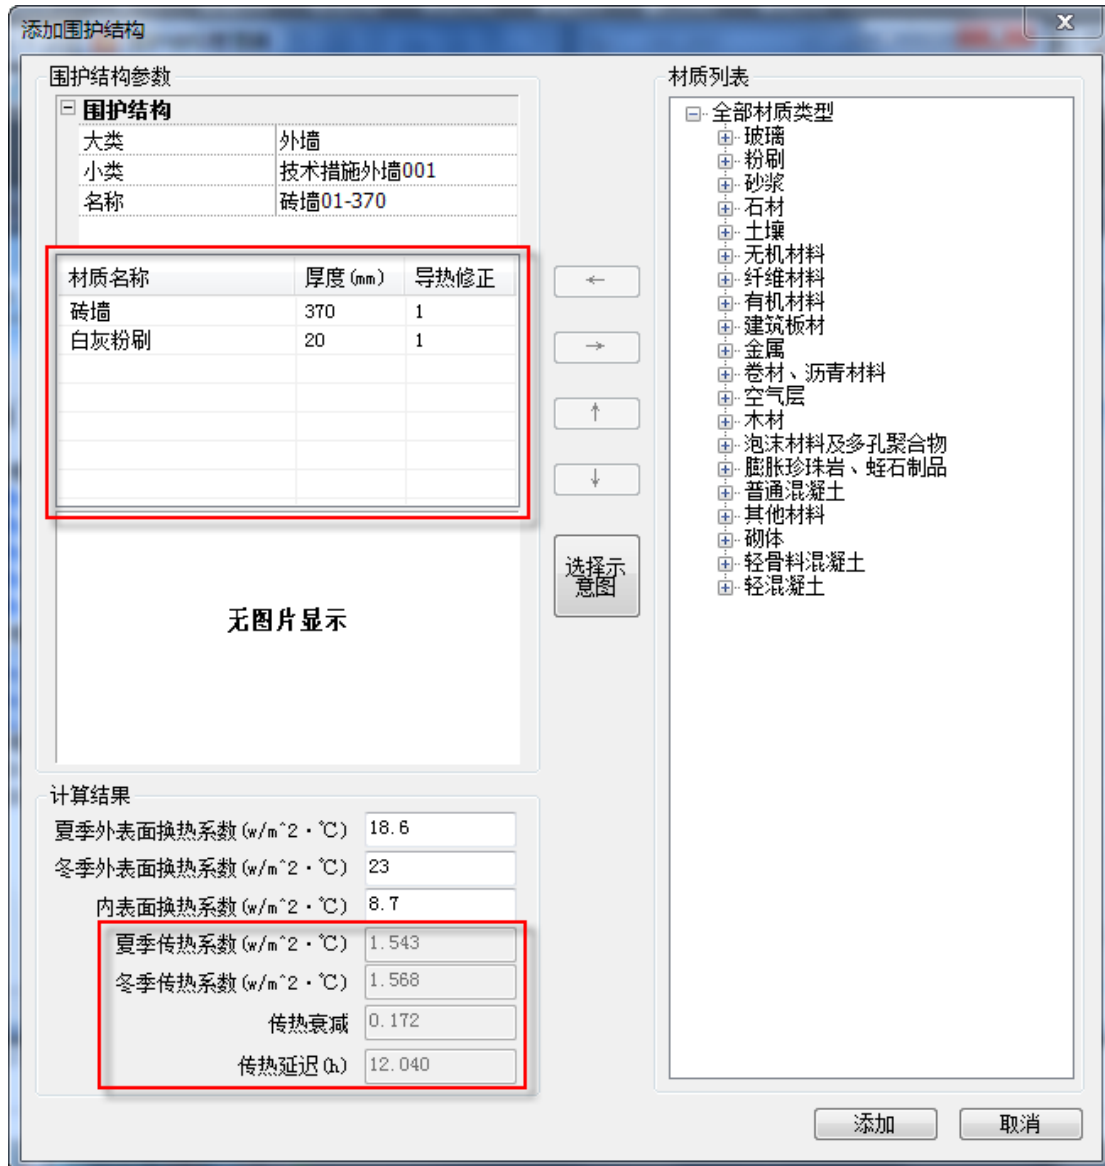 添加围护结构
X
围护结构参数
围护结构
大类 外墙
小类 技术措施外墙001
名称 砖墙01-370
材质名称 厚度(mm) 导热修正
砖墙 370 1
白灰粉刷 20 1
←
→
↑
↓
选择示
意图
无图片显示
计算结果
夏季外表面换热系数(w/m^2·℃) 18.6
冬季外表面换热系数(w/m^2·℃) 23
内表面换热系数(w/m^2·℃) 8.7
夏季传热系数(w/m^2·℃) 1.543
冬季传热系数(w/m^2·℃) 1.568
传热衰减 0.172
传热延迟(h) 12.040
材质列表
全部材质类型
玻璃
粉刷
砂浆
石材
土壤
无机材料
纤维材料
有机材料
建筑板材
金属
卷材、沥青材料
空气层
木材
泡沫材料及多孔聚合物
膨胀珍珠岩、蛭石制品
普通混凝土
其他材料
砌体
轻骨料混凝土
轻混凝土
添加
取消